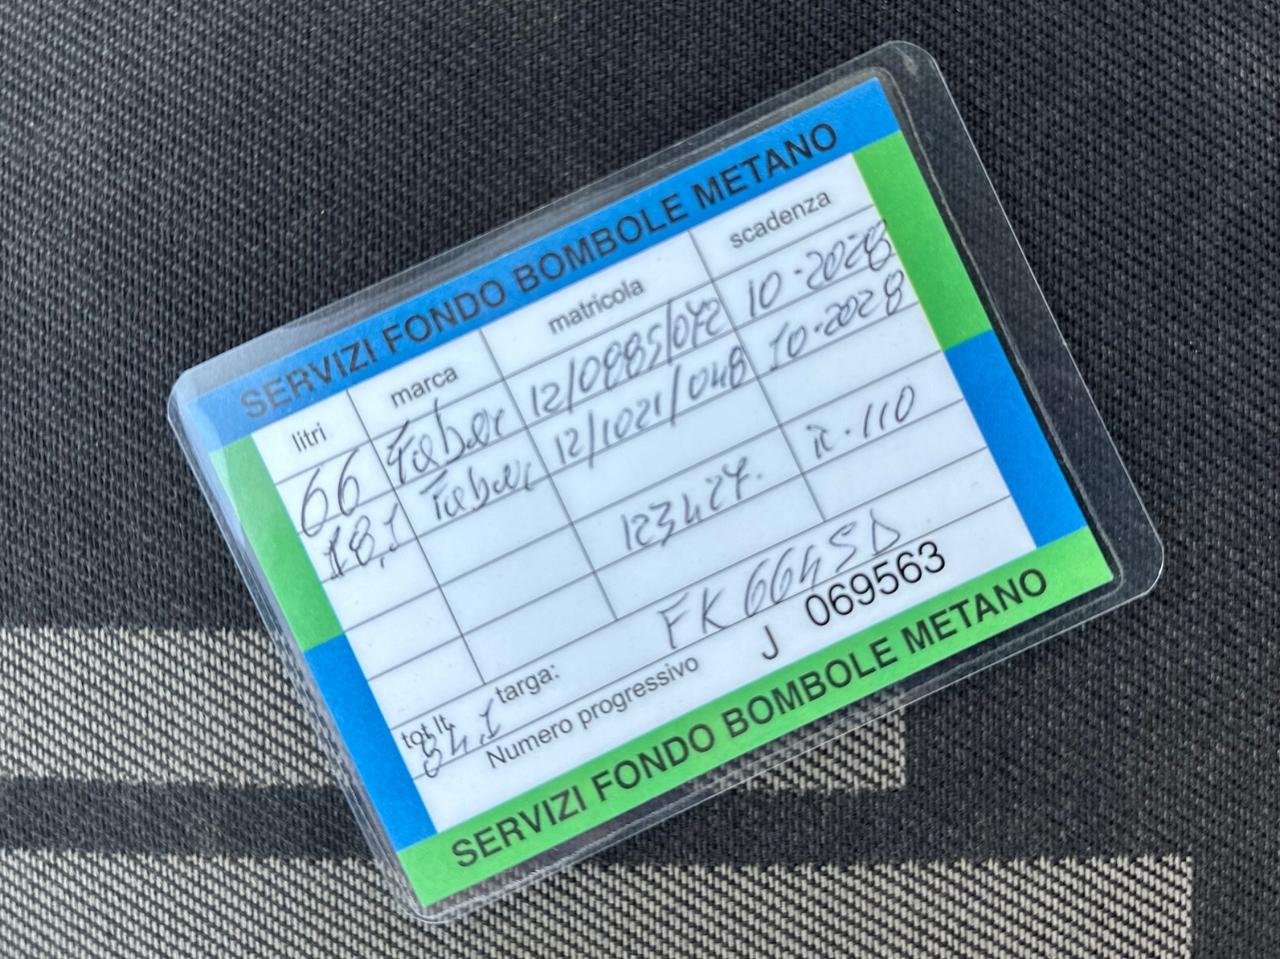 SERVIZI FONDO BOMBOLE METANO
litri marca matricola scadenza
66 Faber 12/0885/072 10-2028
18,1 Faber 12/1021/048 10-2028
123427. 110
tot lt. 84,1 targa: FK 664SD
Numero progressivo J 069563
SERVIZI FONDO BOMBOLE METANO